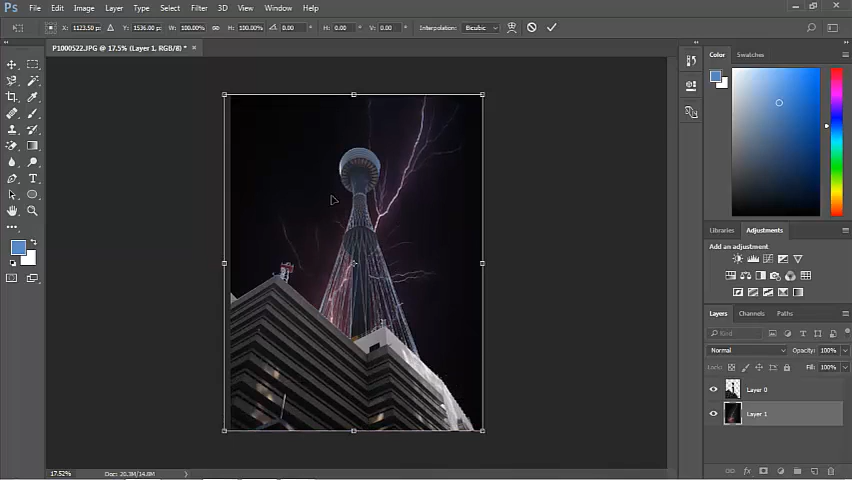 Ps File Edit Image Layer Type Select Filter 3D View Window Help
X: 1123.50 p Y: 1536.00 p: W: 100.00% H: 100.00% 0.00 ° H: 0.00 ° V: 0.00 ° Interpolation: Bicubic
P1000522.JPG @ 17.5% (Layer 1, RGB/8) * ×
Color Swatches
Libraries Adjustments
Add an adjustment
T
Layers Channels Paths
Kind
Normal Opacity: 100%
Lock: Fill: 100%
Layer 0
Layer 1
17.52% Doc: 20.3M/14.8M